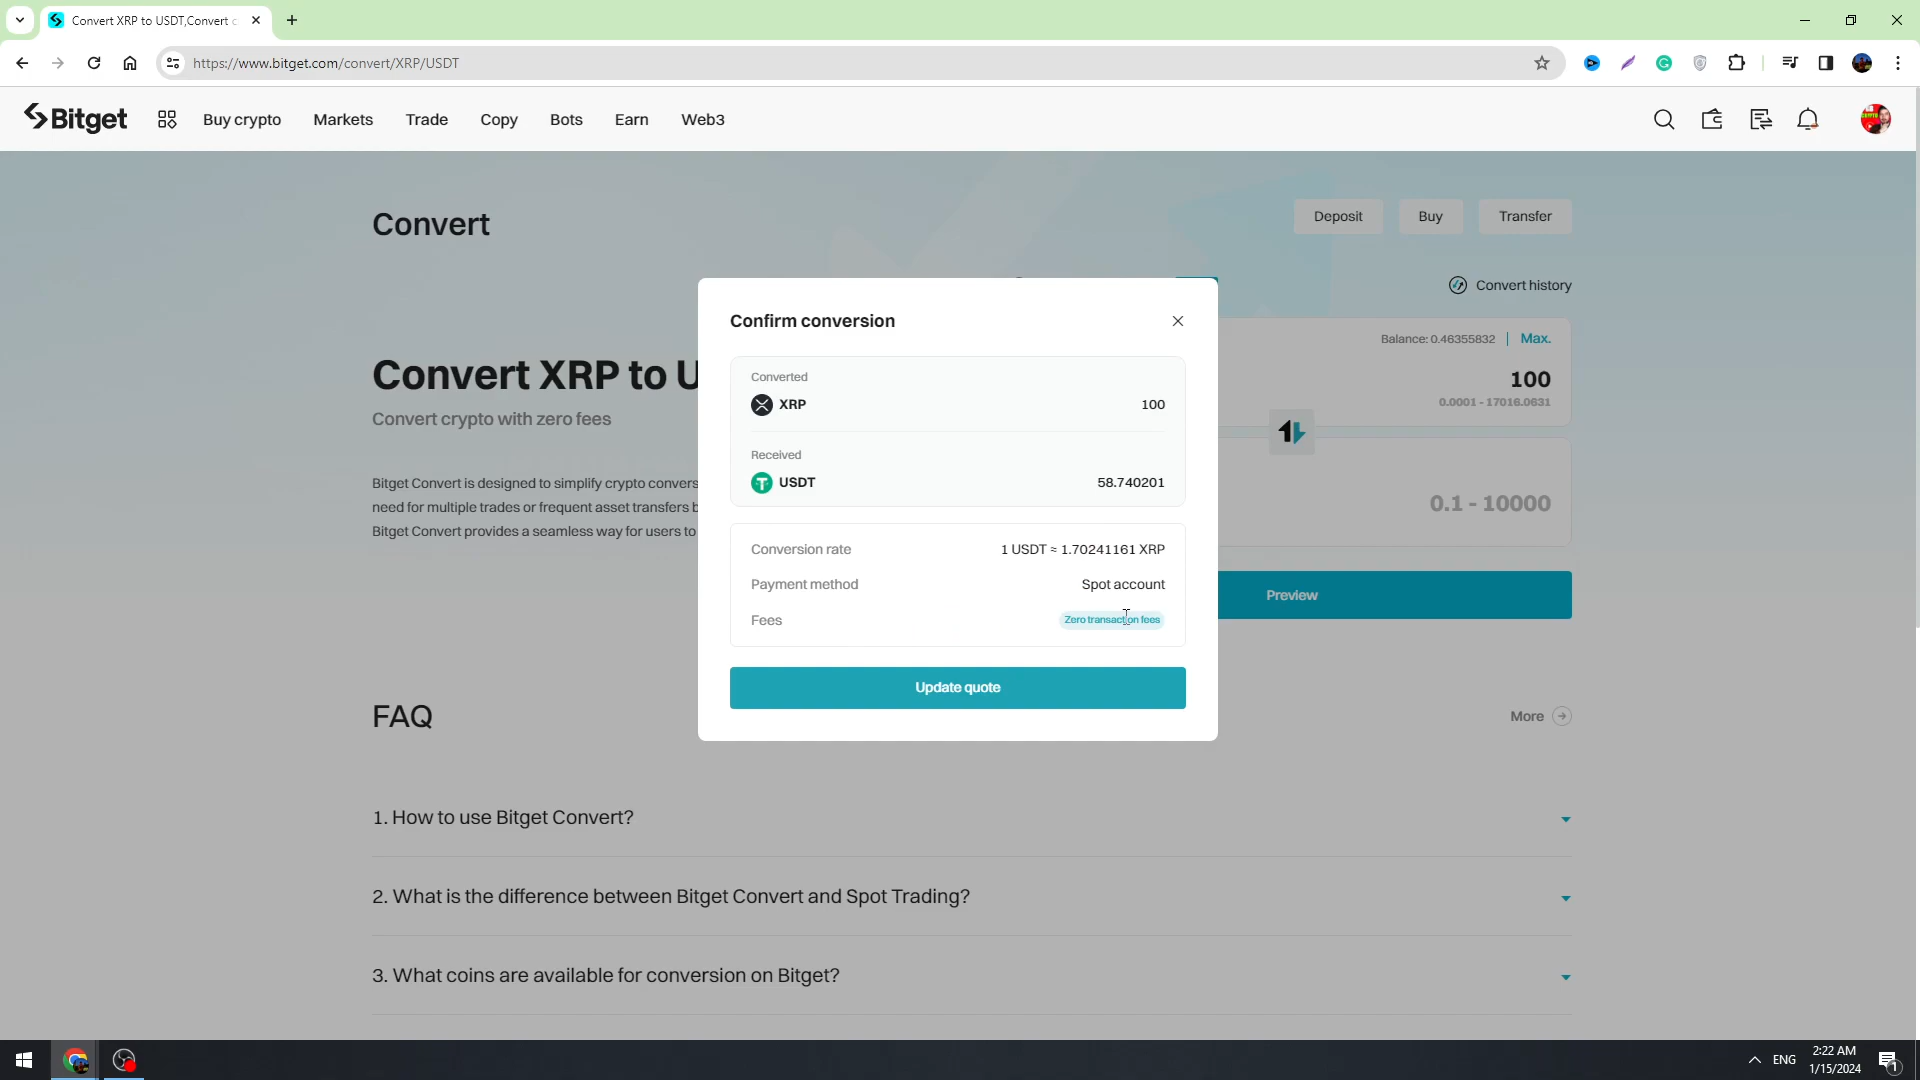 Convert XRP to USDT,Convert c
https://www.bitget.com/convert/XRP/USDT
Bitget
Buy crypto
Markets
Trade
Copy
Bots
Earn
Web3
Convert
Deposit
Buy
Transfer
Convert history
Balance: 0.46355832 | Max.
100
0.0001 - 17016.0631
0.1 - 10000
Preview
Convert XRP to U
Convert crypto with zero fees
Bitget Convert is designed to simplify crypto convers
need for multiple trades or frequent asset transfers b
Bitget Convert provides a seamless way for users to
Confirm conversion
Converted
XRP 100
Received
USDT 58.740201
Conversion rate 1 USDT ≈ 1.70241161 XRP
Payment method Spot account
Fees Zero transaction fees
Update quote
FAQ
More
1. How to use Bitget Convert?
2. What is the difference between Bitget Convert and Spot Trading?
3. What coins are available for conversion on Bitget?
ENG
2:22 AM
1/15/2024
1